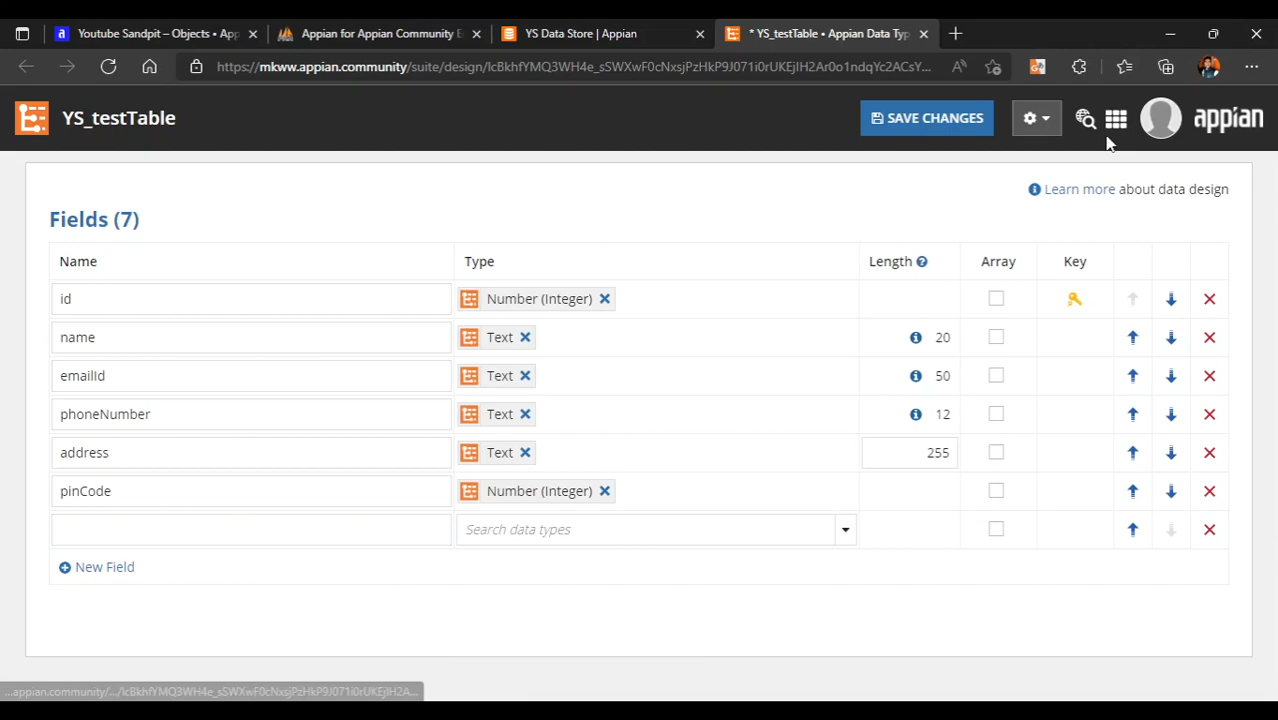 Youtube Sandpit – Objects • App
Appian for Appian Community E
YS Data Store | Appian
* YS_testTable • Appian Data Typ
https://mkww.appian.community/suite/design/
YS_testTable
SAVE CHANGES
appian
Learn more about data design
Fields (7)
Name Type Length Array Key
id Number (Integer)
name Text 20
emailId Text 50
phoneNumber Text 12
address Text 255
pinCode Number (Integer)
Search data types
New Field